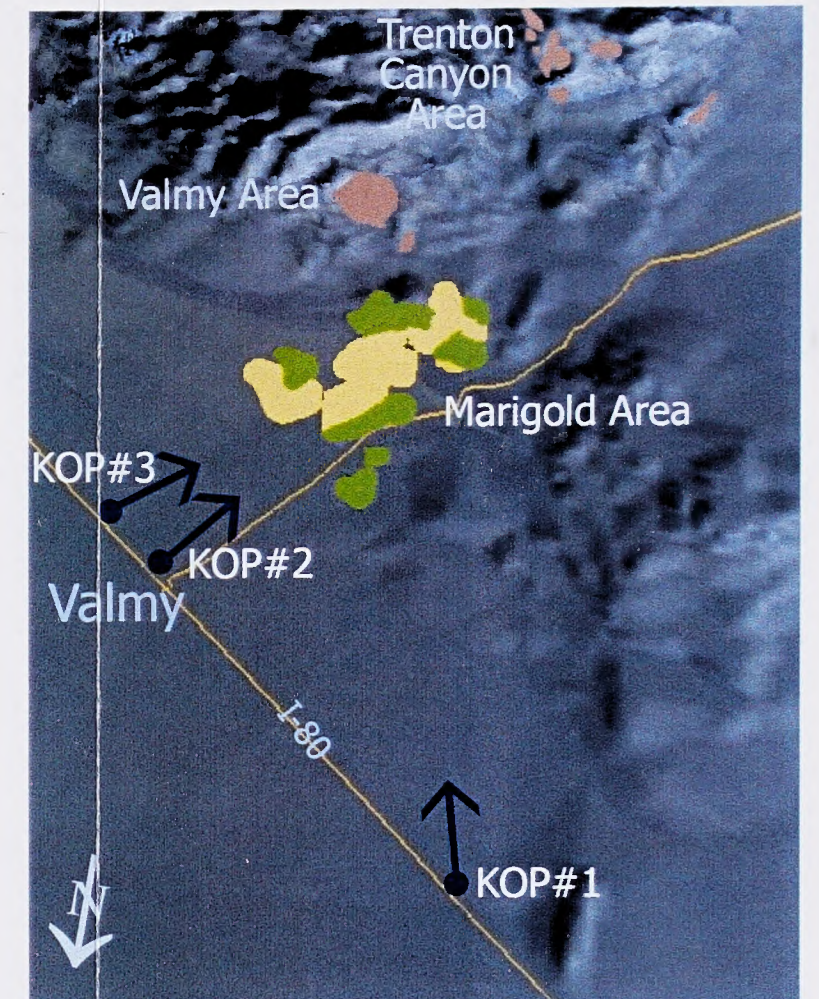 Trenton
Canyon
Area
Valmy Area
Marigold Area
KOP#3
KOP#2
Valmy
I-80
KOP#1
N